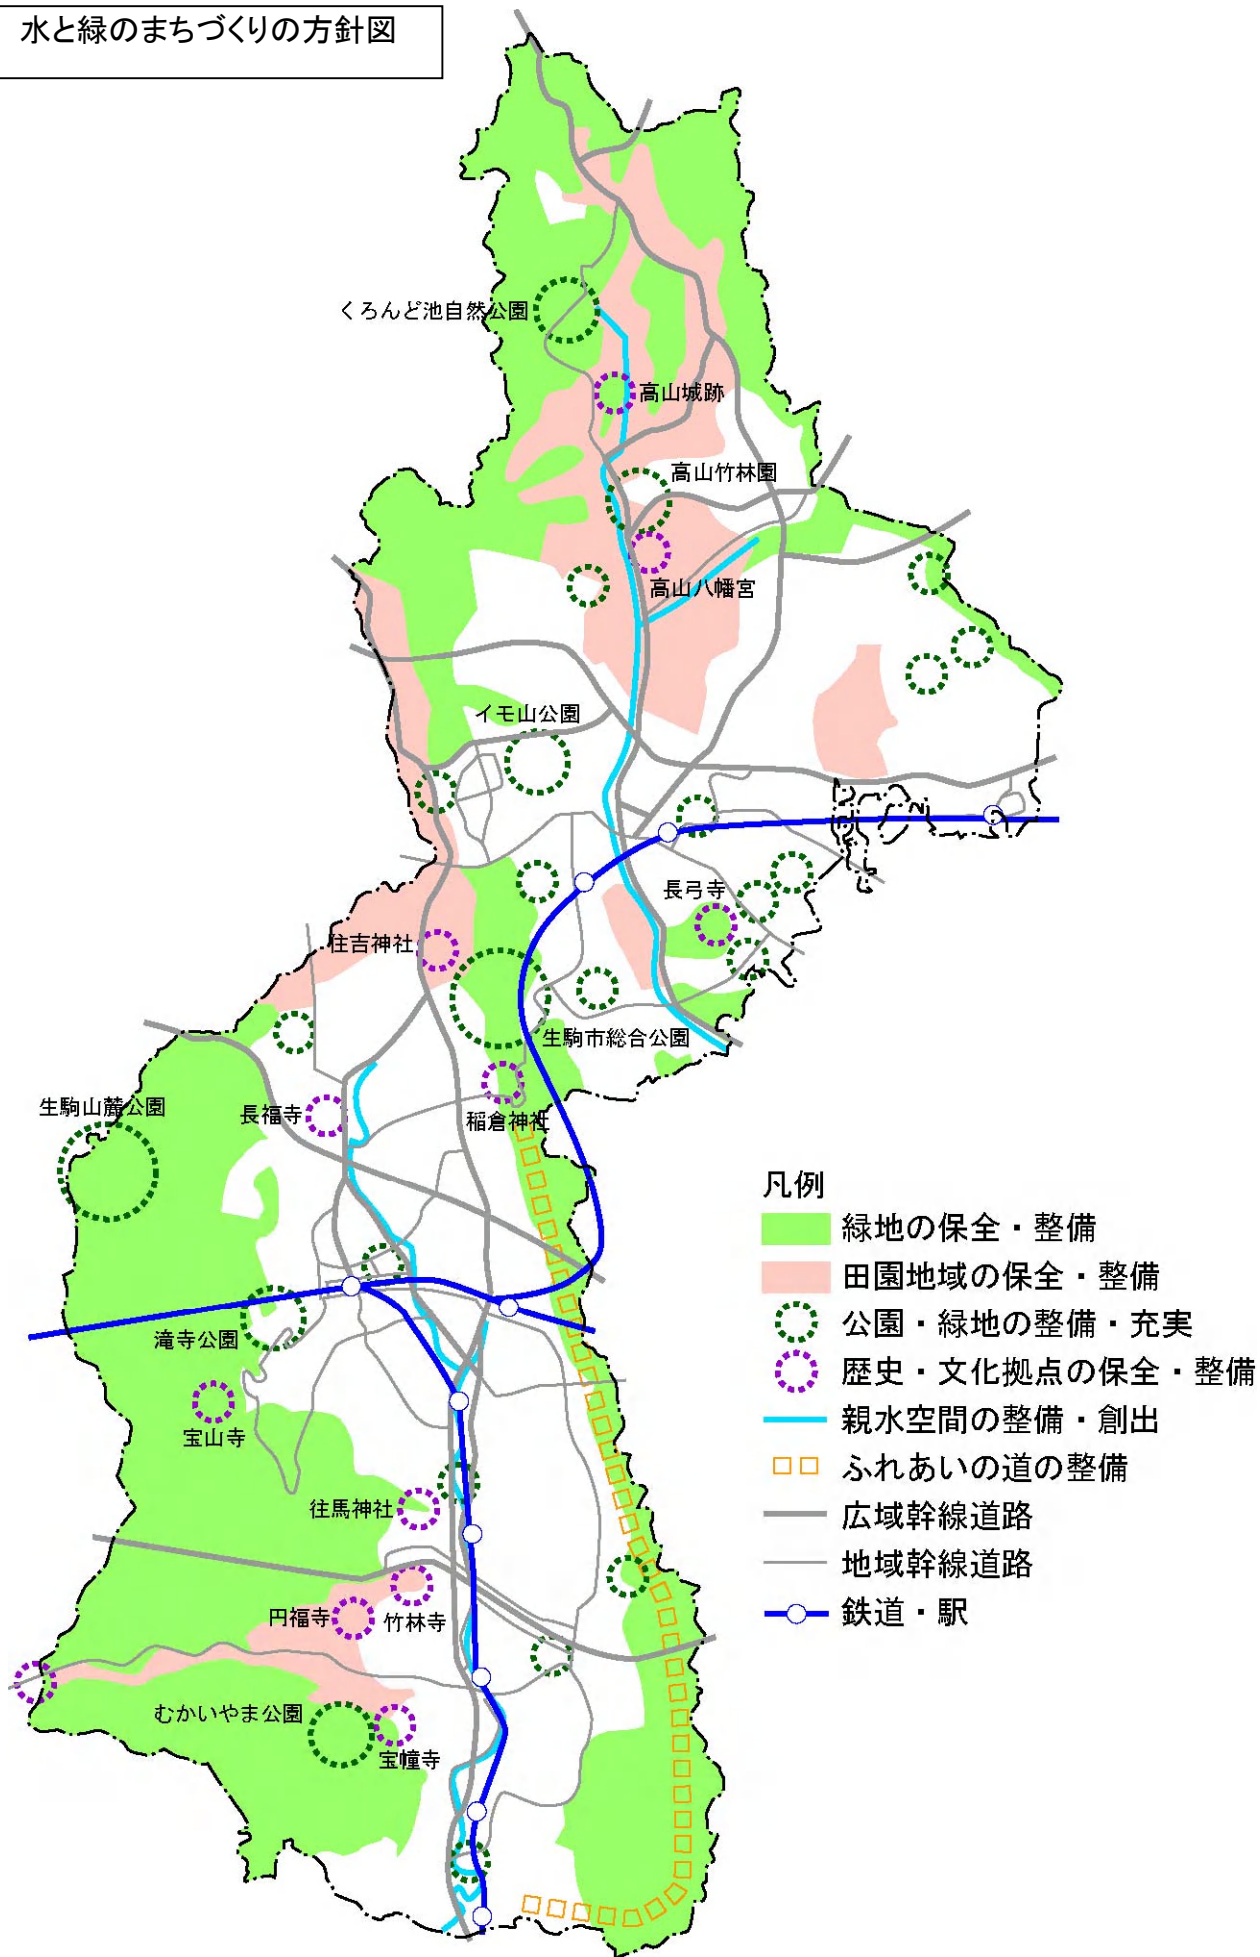 水と緑のまちづくりの方針図
くろんど池自然公園
高山城跡
高山竹林園
高山八幡宮
イモ山公園
長弓寺
住吉神社
生駒市総合公園
生駒山麓公園
長福寺
稲倉神社
滝寺公園
宝山寺
往馬神社
円福寺
竹林寺
むかいやま公園
宝幢寺
凡例
緑地の保全・整備
田園地域の保全・整備
公園・緑地の整備・充実
歴史・文化拠点の保全・整備
親水空間の整備・創出
ふれあいの道の整備
広域幹線道路
地域幹線道路
鉄道・駅